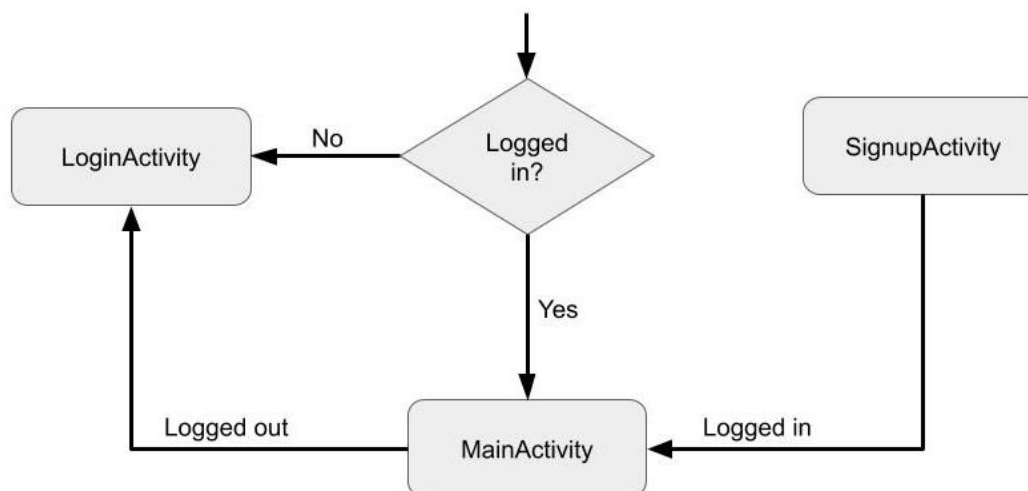 No
LoginActivity
Logged
in?
SignupActivity
Yes
Logged out
MainActivity
Logged in